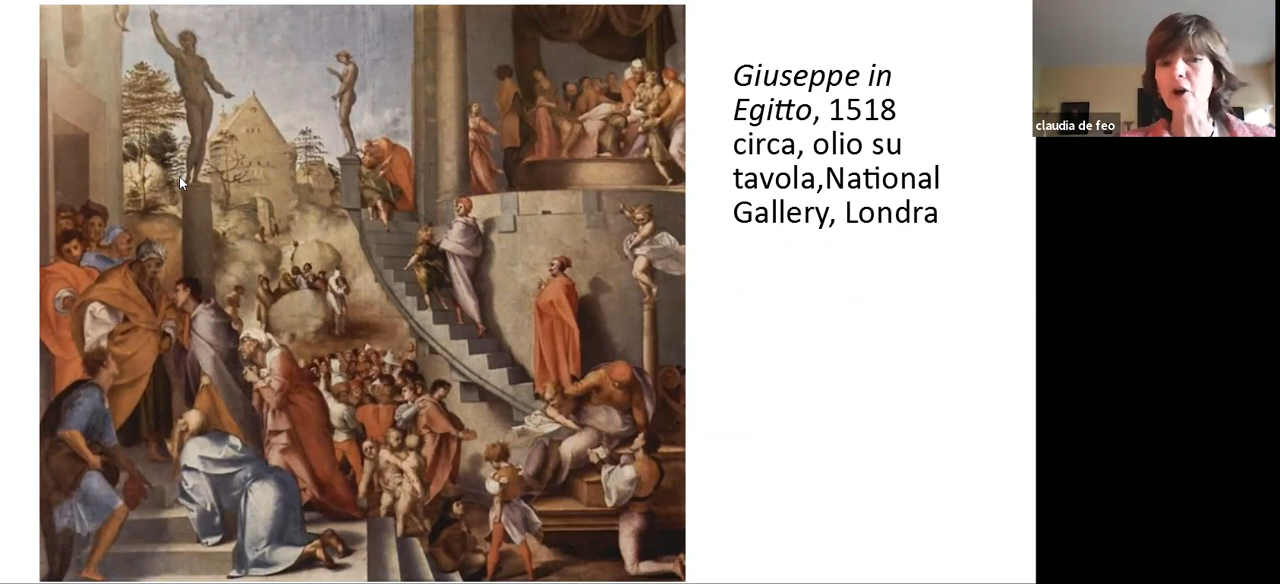 Giuseppe in
Egitto, 1518
circa, olio su
tavola,National
Gallery, Londra
claudia de feo